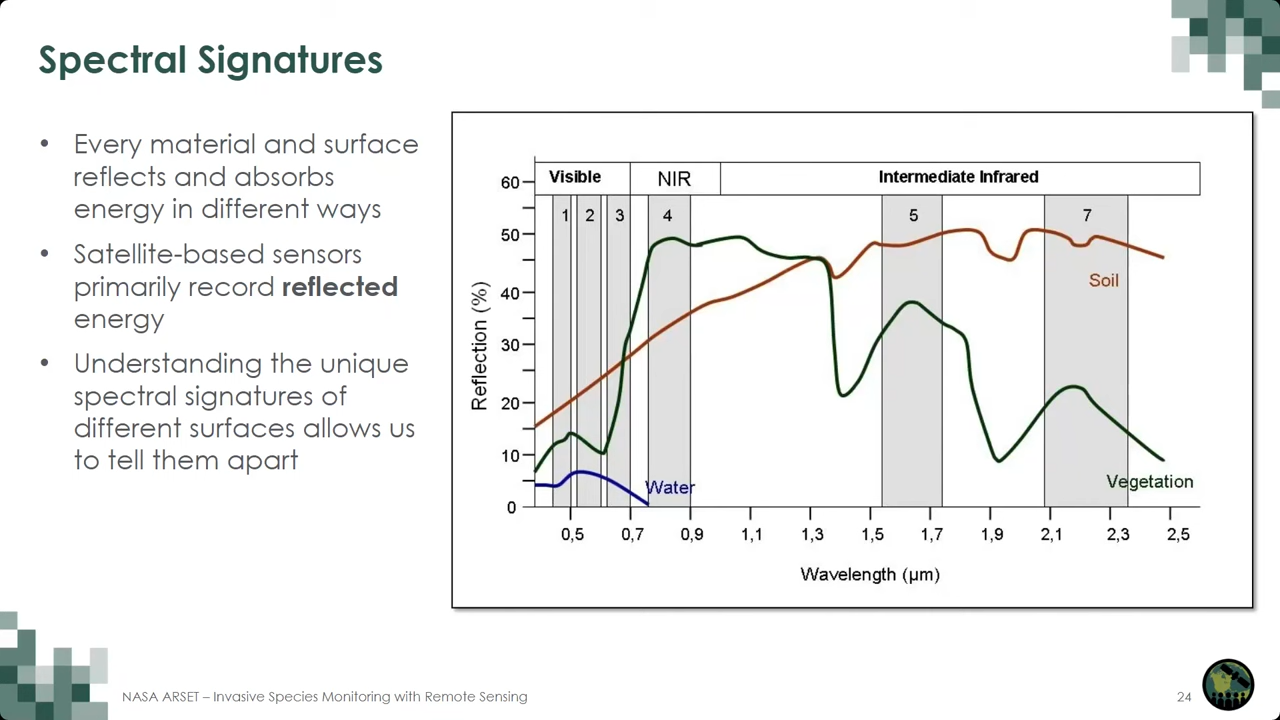 Spectral Signatures
• Every material and surface
reflects and absorbs
energy in different ways
• Satellite-based sensors
primarily record reflected
energy
• Understanding the unique
spectral signatures of
different surfaces allows us
to tell them apart
Visible NIR Intermediate Infrared
1 2 3 4 5 7
60
50
40
30
20
10
0
Reflection (%)
Soil
Water
Vegetation
0,5 0,7 0,9 1,1 1,3 1,5 1,7 1,9 2,1 2,3 2,5
Wavelength (µm)
NASA ARSET – Invasive Species Monitoring with Remote Sensing
24